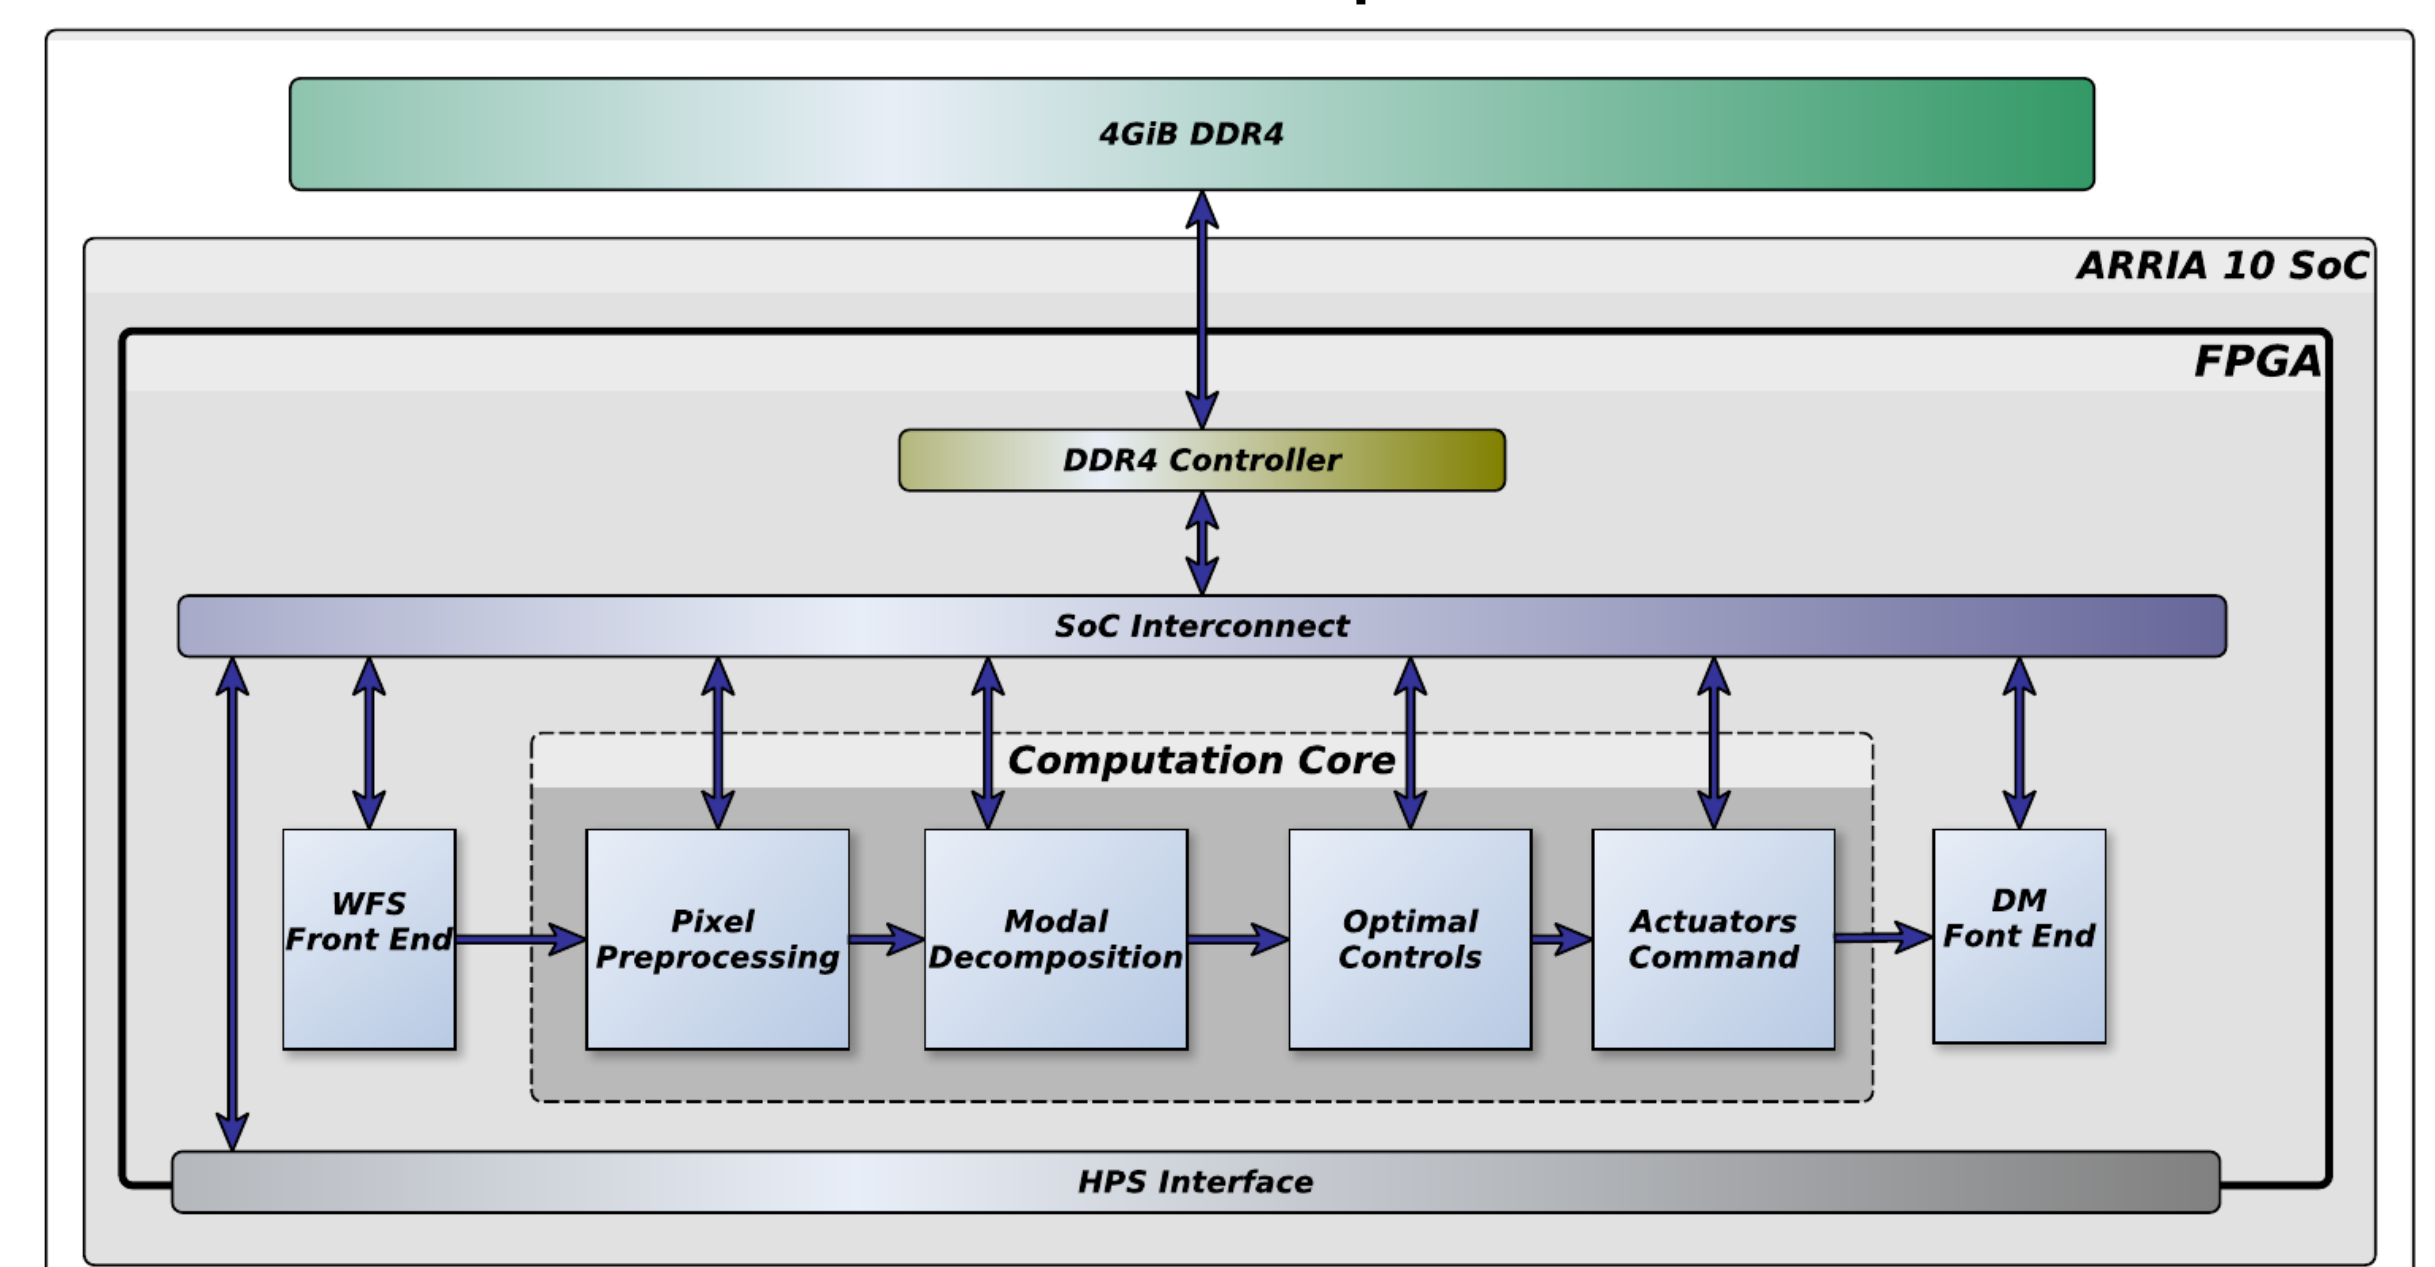 4GiB DDR4
ARRIA 10 SoC
FPGA
DDR4 Controller
SoC Interconnect
Computation Core
WFS
Front End
Pixel
Preprocessing
Modal
Decomposition
Optimal
Controls
Actuators
Command
DM
Font End
HPS Interface